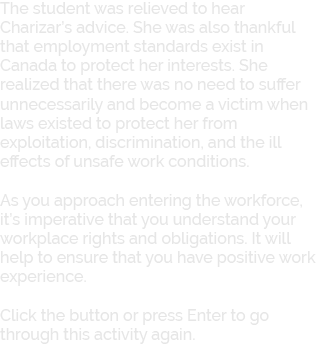 The student was relieved to hear
Charizar's advice. She was also thankful
that employment standards exist in
Canada to protect her interests. She
realized that there was no need to suffer
unnecessarily and become a victim when
laws existed to protect her from
exploitation, discrimination, and the ill
effects of unsafe work conditions.

As you approach entering the workforce,
it's imperative that you understand your
workplace rights and obligations. It will
help to ensure that you have positive work
experience.

Click the button or press Enter to go
through this activity again.